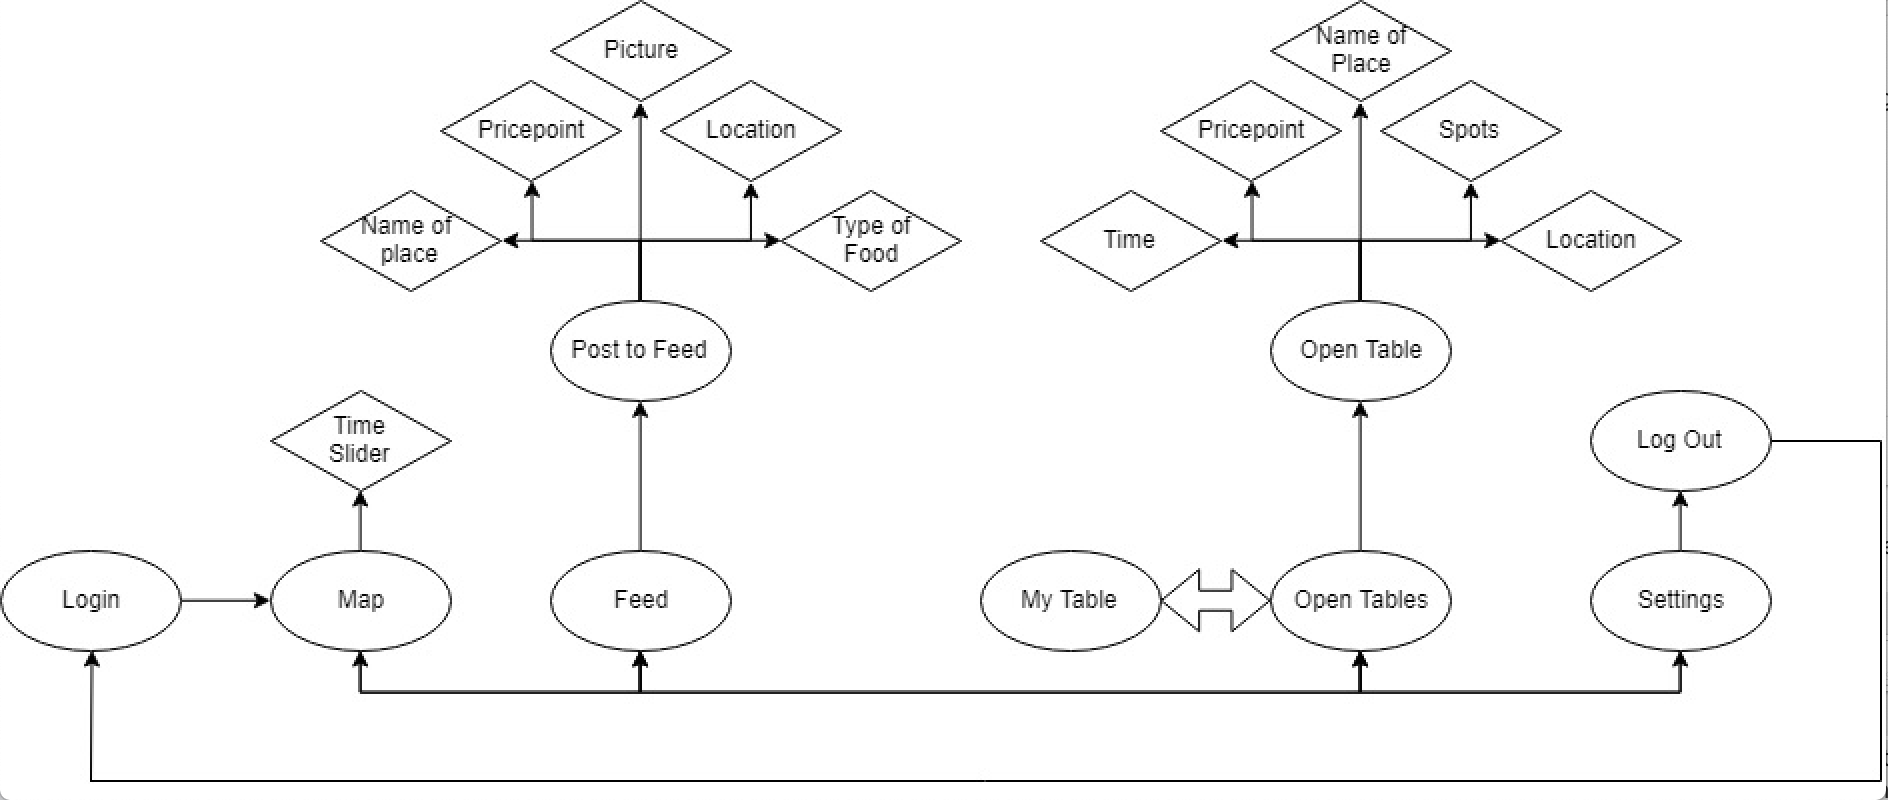 Picture
Name of
Place
Pricepoint
Location
Pricepoint
Spots
Name of
place
Type of
Food
Time
Location
Post to Feed
Open Table
Time
Slider
Log Out
Login
Map
Feed
My Table
Open Tables
Settings